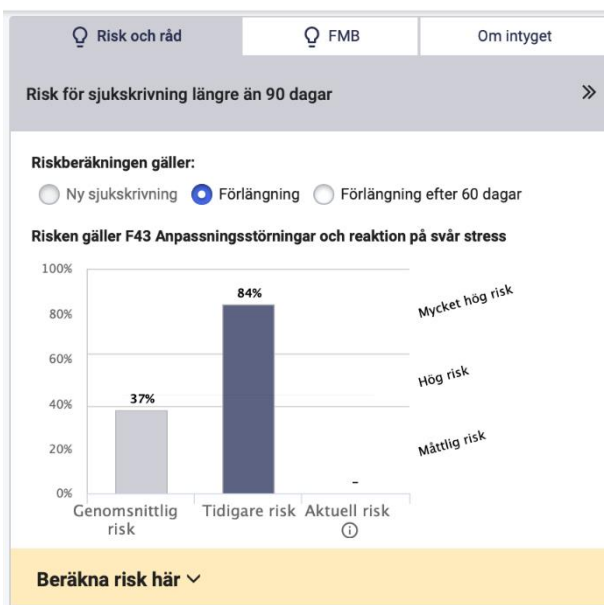 Risk och råd
FMB
Om intyget
Risk för sjukskrivning längre än 90 dagar
Riskberäkningen gäller:
Ny sjukskrivning
Förlängning
Förlängning efter 60 dagar
Risken gäller F43 Anpassningsstörningar och reaktion på svår stress
100%
80%
60%
40%
20%
0%
37%
84%
–
Mycket hög risk
Hög risk
Måttlig risk
Genomsnittlig
risk
Tidigare risk
Aktuell risk
Beräkna risk här